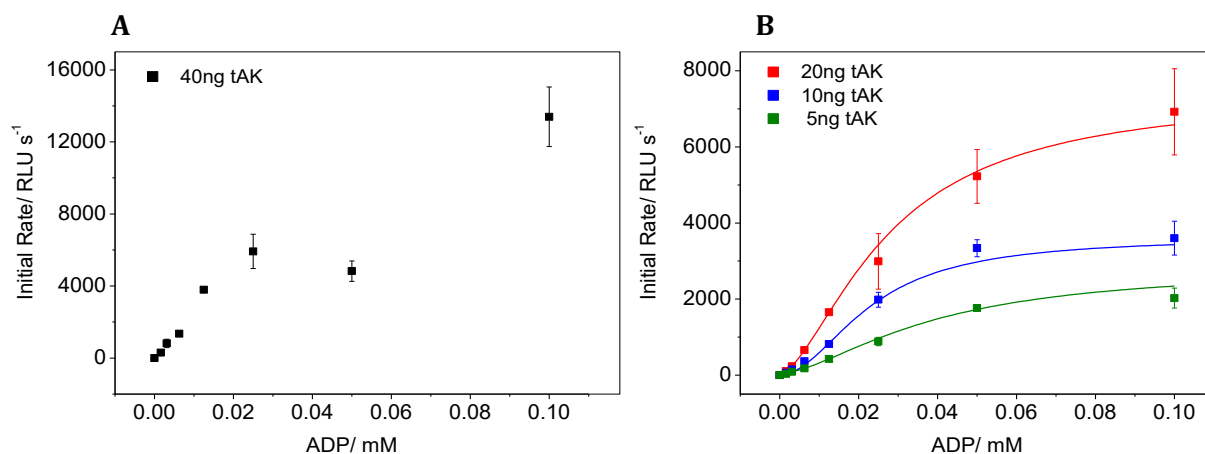 A
Initial Rate/ RLU s⁻¹
16000
12000
8000
4000
0
40ng tAK
0.00 0.02 0.04 0.06 0.08 0.10
ADP/ mM
B
Initial Rate/ RLU s⁻¹
8000
6000
4000
2000
0
20ng tAK
10ng tAK
5ng tAK
0.00 0.02 0.04 0.06 0.08 0.10
ADP/ mM